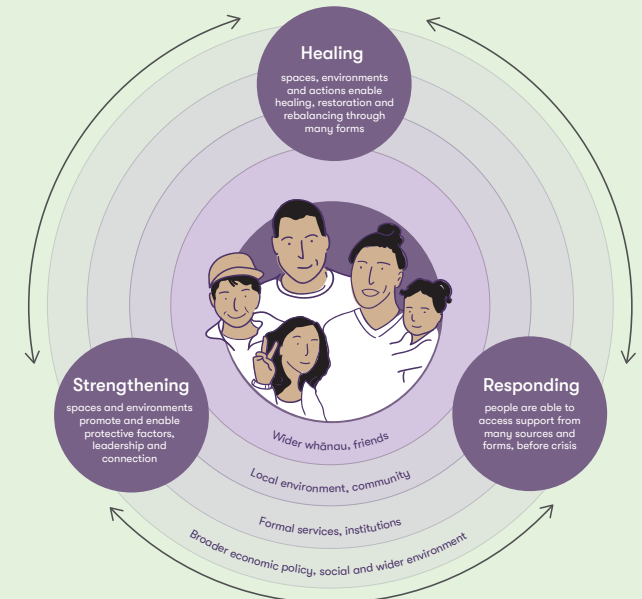 Healing
spaces, environments
and actions enable
healing, restoration and
rebalancing through
many forms
Strengthening
spaces and environments
promote and enable
protective factors,
leadership and
connection
Responding
people are able to
access support from
many sources and
forms, before crisis
Wider whānau, friends
Local environment, community
Formal services, institutions
Broader economic policy, social and wider environment